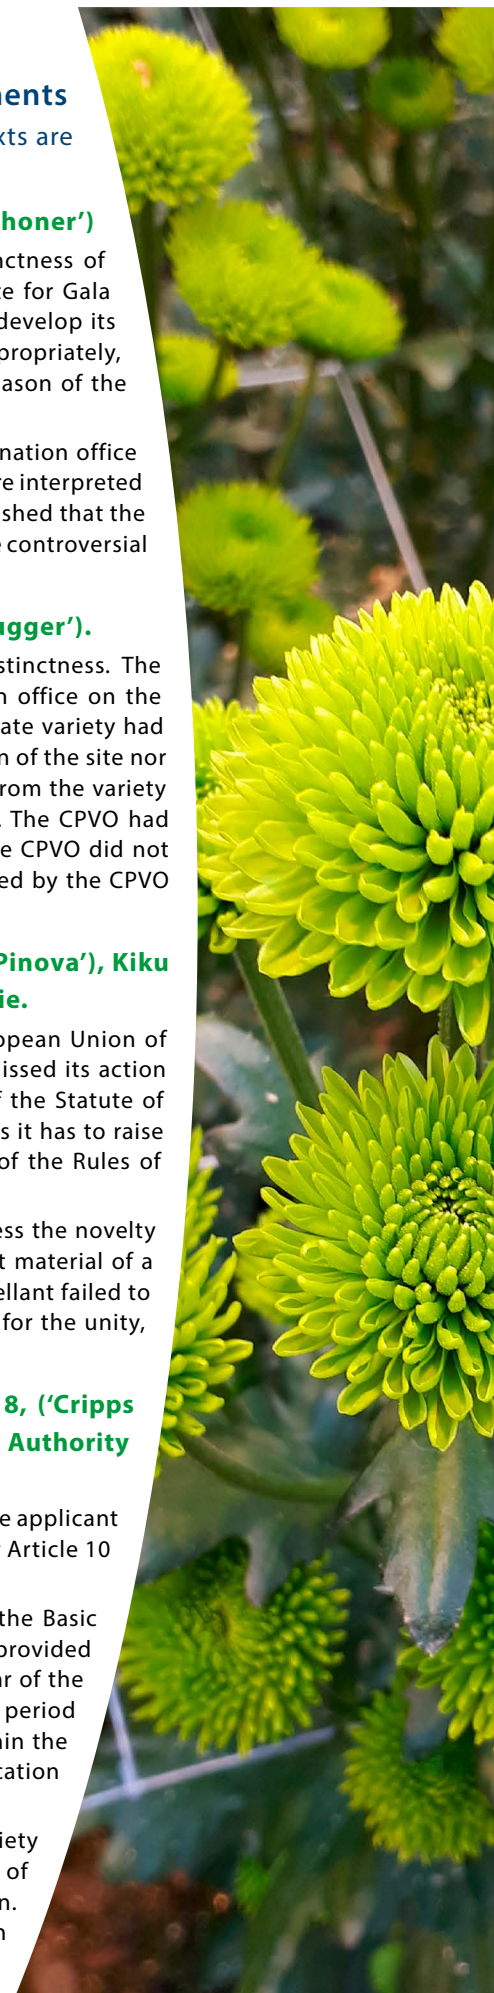 ents
xts are
honer’)
nctness of
te for Gala
develop its
propriately,
ason of the
nation office
re interpreted
shed that the
controversial
ugger’).
stinctness. The
n office on the
ate variety had
n of the site nor
rom the variety
. The CPVO had
e CPVO did not
ed by the CPVO
Pinova’), Kiku
ie.
opean Union of
issed its action
f the Statute of
s it has to raise
of the Rules of
ess the novelty
t material of a
ellant failed to
for the unity,
8, (‘Cripps
Authority
e applicant
Article 10
the Basic
provided
ar of the
period
in the
tation
iety
of
n.
n